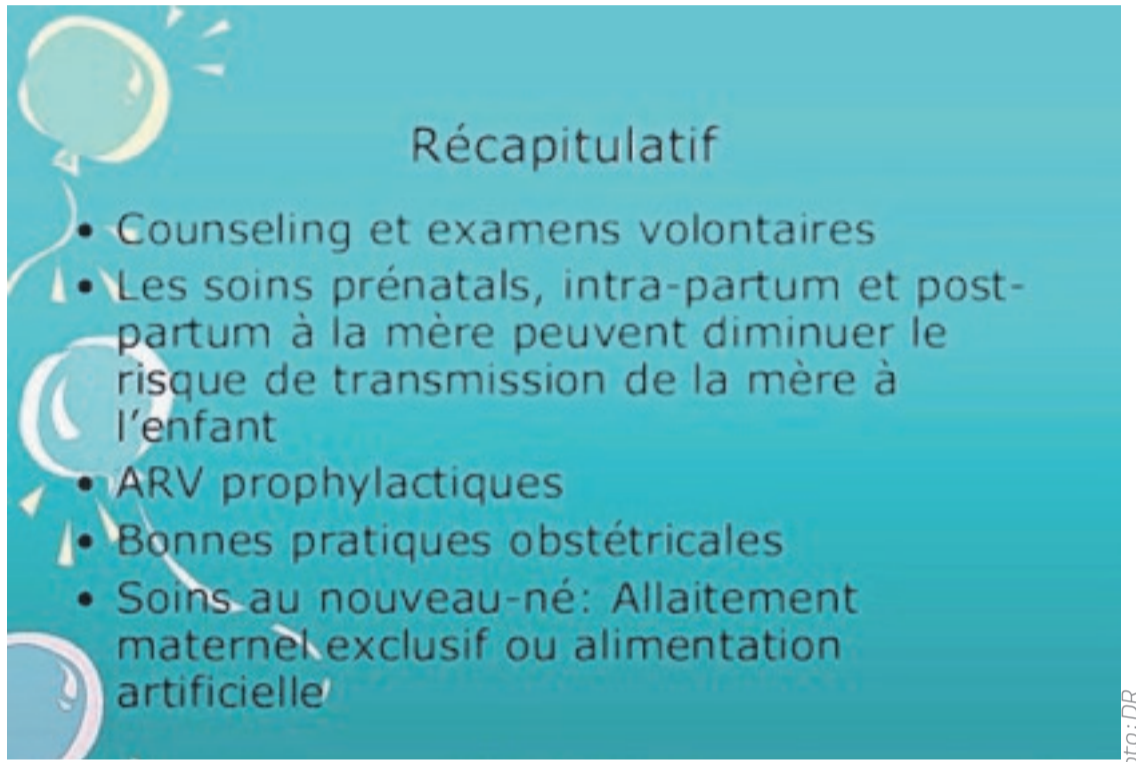 Récapitulatif
• Counseling et examens volontaires
• Les soins prénatals, intra-partum et post-
partum à la mère peuvent diminuer le
risque de transmission de la mère à
l'enfant
• ARV prophylactiques
• Bonnes pratiques obstétricales
• Soins au nouveau-né: Allaitement
maternel exclusif ou alimentation
artificielle
: DR